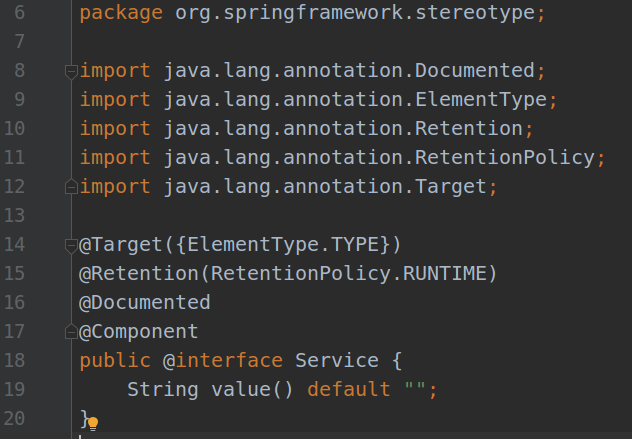 6 package org.springframework.stereotype;
7
8 import java.lang.annotation.Documented;
9 import java.lang.annotation.ElementType;
10 import java.lang.annotation.Retention;
11 import java.lang.annotation.RetentionPolicy;
12 import java.lang.annotation.Target;
13
14 @Target({ElementType.TYPE})
15 @Retention(RetentionPolicy.RUNTIME)
16 @Documented
17 @Component
18 public @interface Service {
19     String value() default "";
20 }